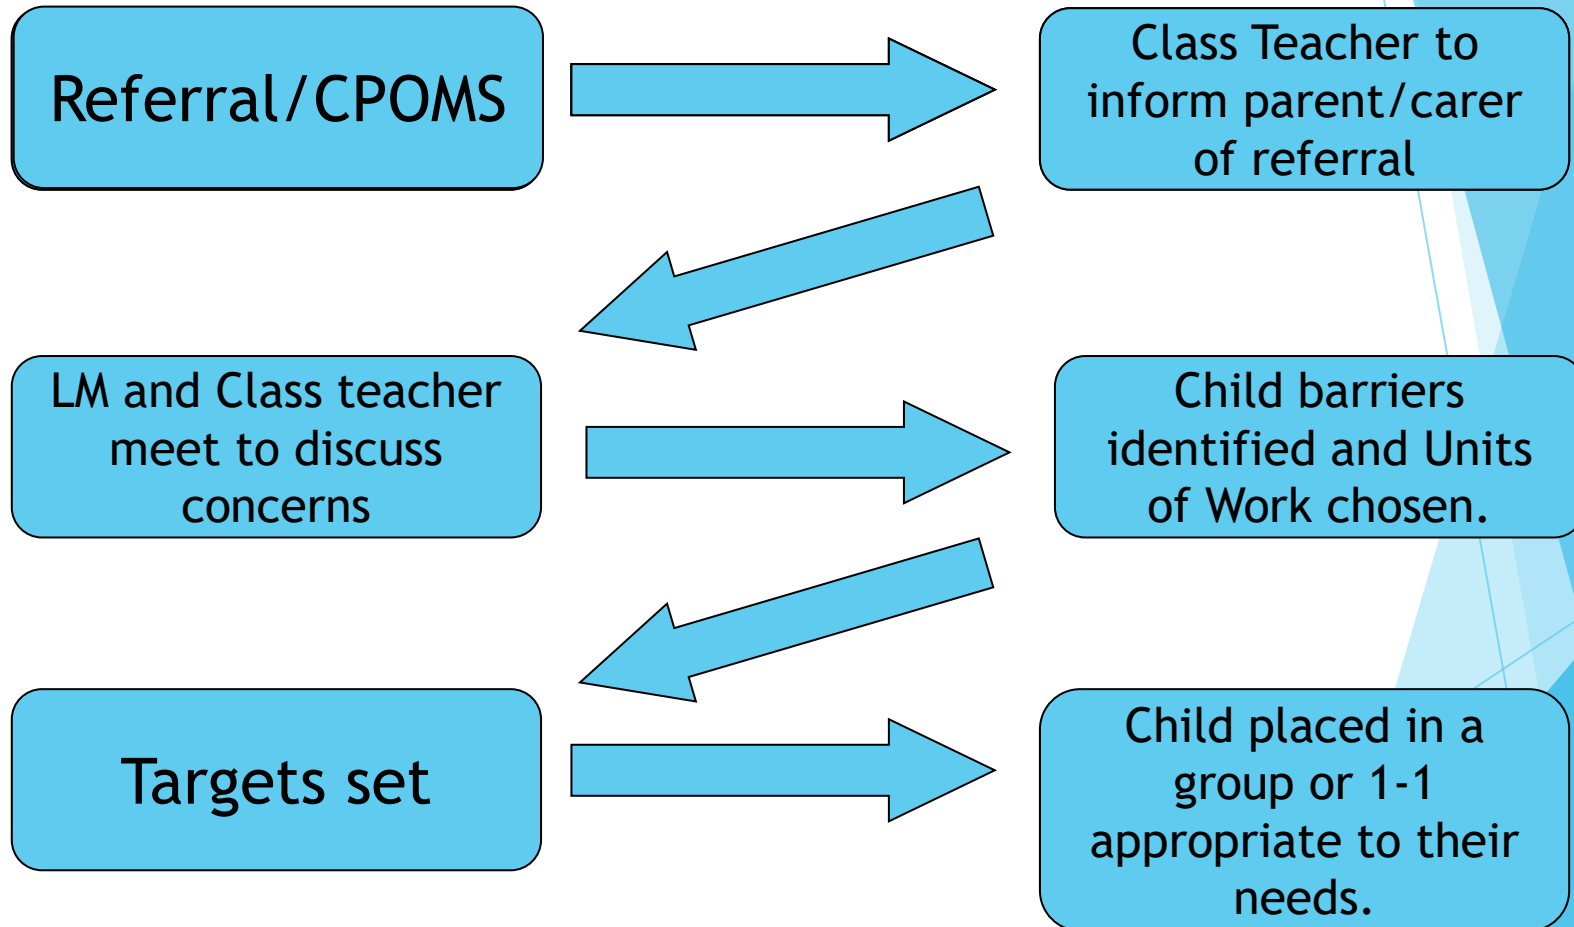 Referral/CPOMS
Class Teacher to
inform parent/carer
of referral
LM and Class teacher
meet to discuss
concerns
Child barriers
identified and Units
of Work chosen.
Targets set
Child placed in a
group or 1-1
appropriate to their
needs.